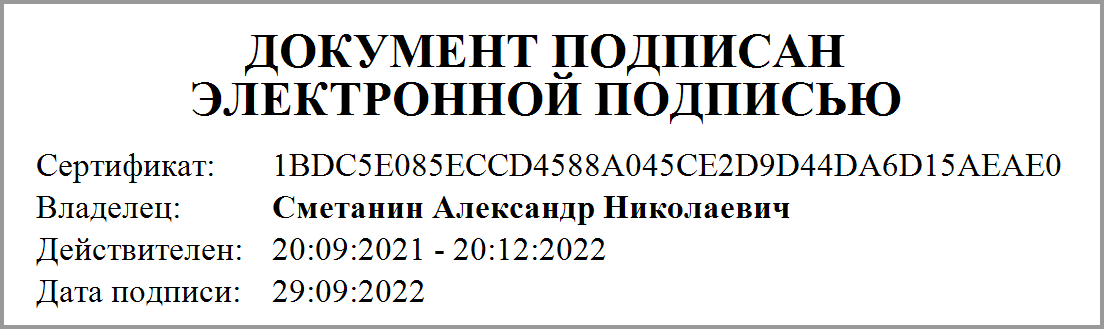 ДОКУМЕНТ ПОДПИСАН
ЭЛЕКТРОННОЙ ПОДПИСЬЮ
Сертификат: 1BDC5E085ECCD4588A045CE2D9D44DA6D15AEAE0
Владелец: Сметанин Александр Николаевич
Действителен: 20:09:2021 - 20:12:2022
Дата подписи: 29:09:2022